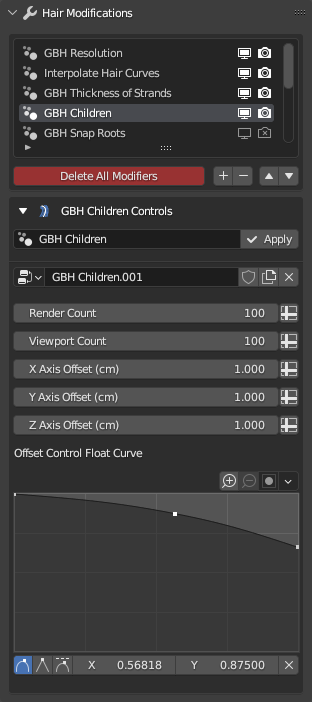 Hair Modifications
GBH Resolution
Interpolate Hair Curves
GBH Thickness of Strands
GBH Children
GBH Snap Roots
Delete All Modifiers
GBH Children Controls
GBH Children Apply
GBH Children.001
Render Count 100
Viewport Count 100
X Axis Offset (cm) 1.000
Y Axis Offset (cm) 1.000
Z Axis Offset (cm) 1.000
Offset Control Float Curve
X 0.56818 Y 0.87500